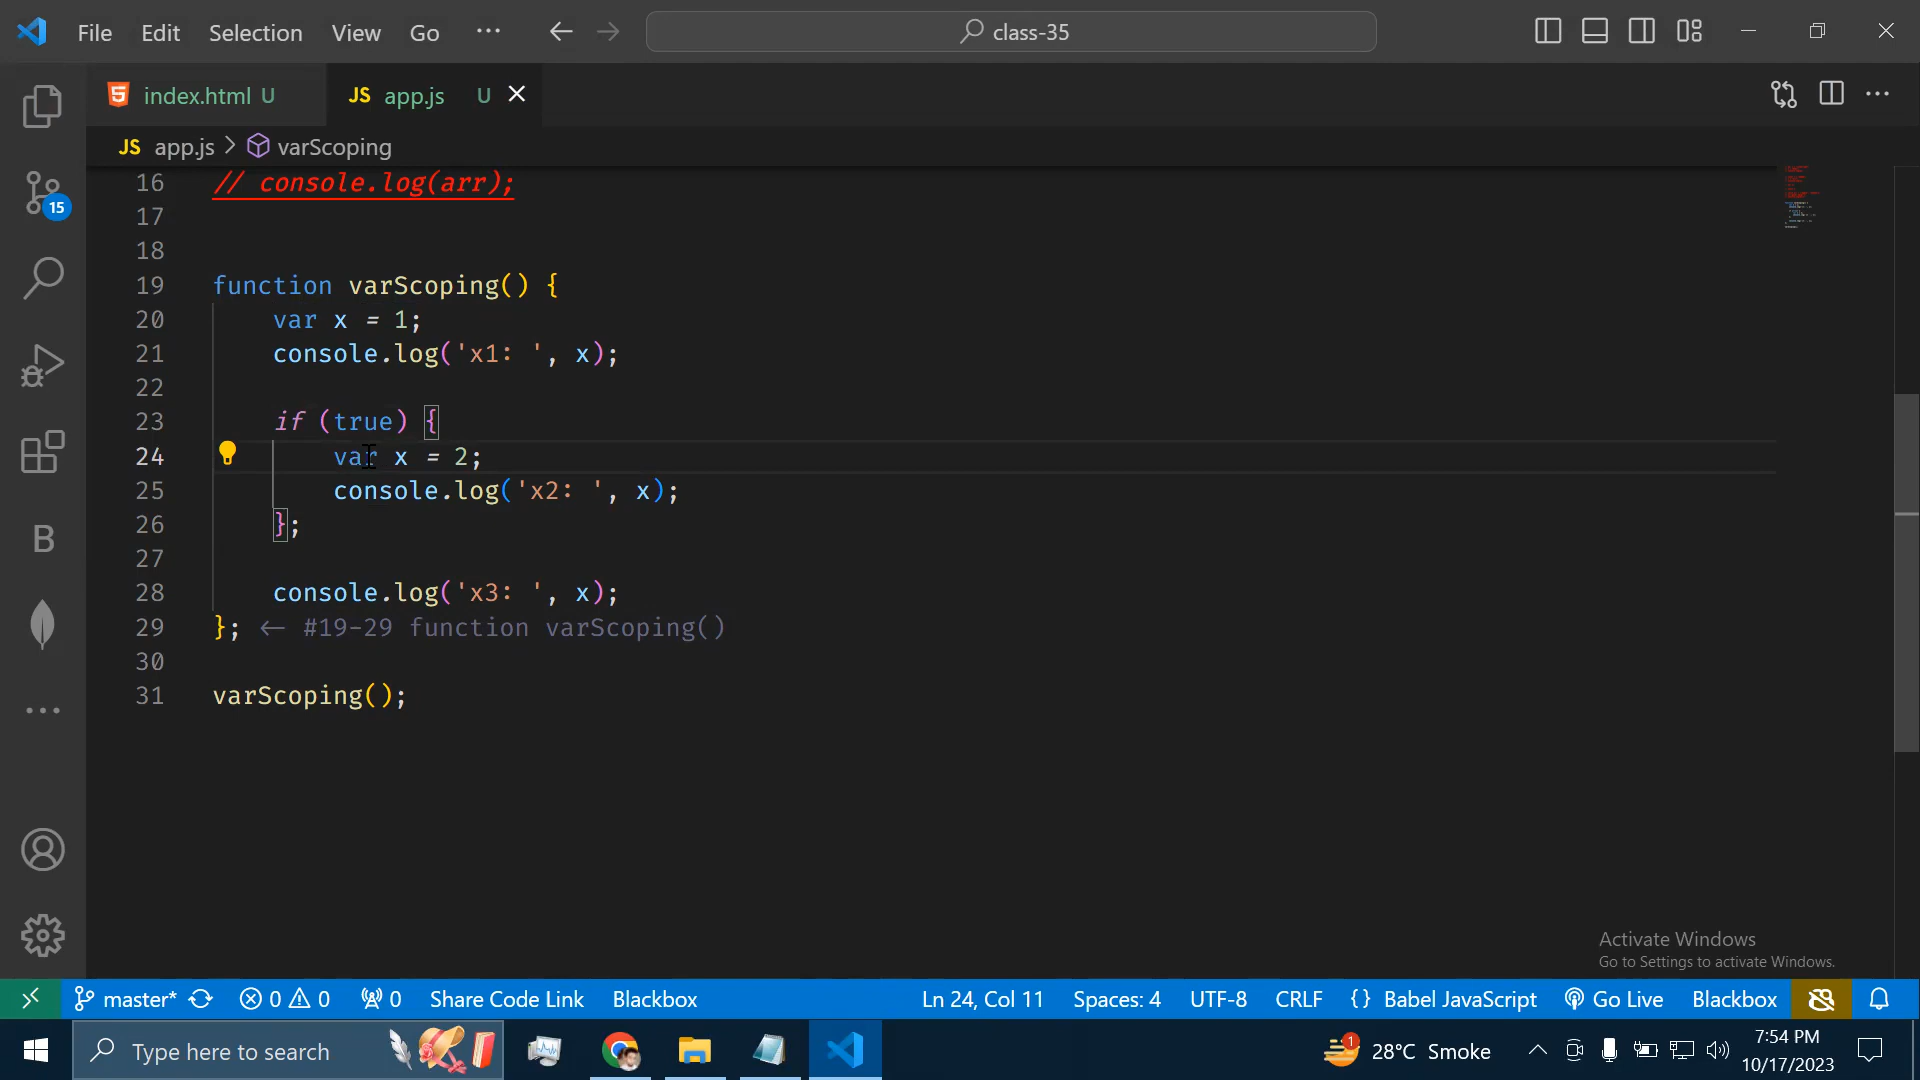 File Edit Selection View Go ··· class-35
index.html U JS app.js U
JS app.js > varScoping
16 // console.log(arr);
17
18
19 function varScoping() {
20 var x = 1;
21 console.log('x1: ', x);
22
23 if (true) {
24 var x = 2;
25 console.log('x2: ', x);
26 };
27
28 console.log('x3: ', x);
29 }; ← #19-29 function varScoping()
30
31 varScoping();
15
B
Activate Windows
Go to Settings to activate Windows.
master* 0 0 0 Share Code Link Blackbox Ln 24, Col 11 Spaces: 4 UTF-8 CRLF {} Babel JavaScript Go Live Blackbox
Type here to search 1 28°C Smoke 7:54 PM
10/17/2023